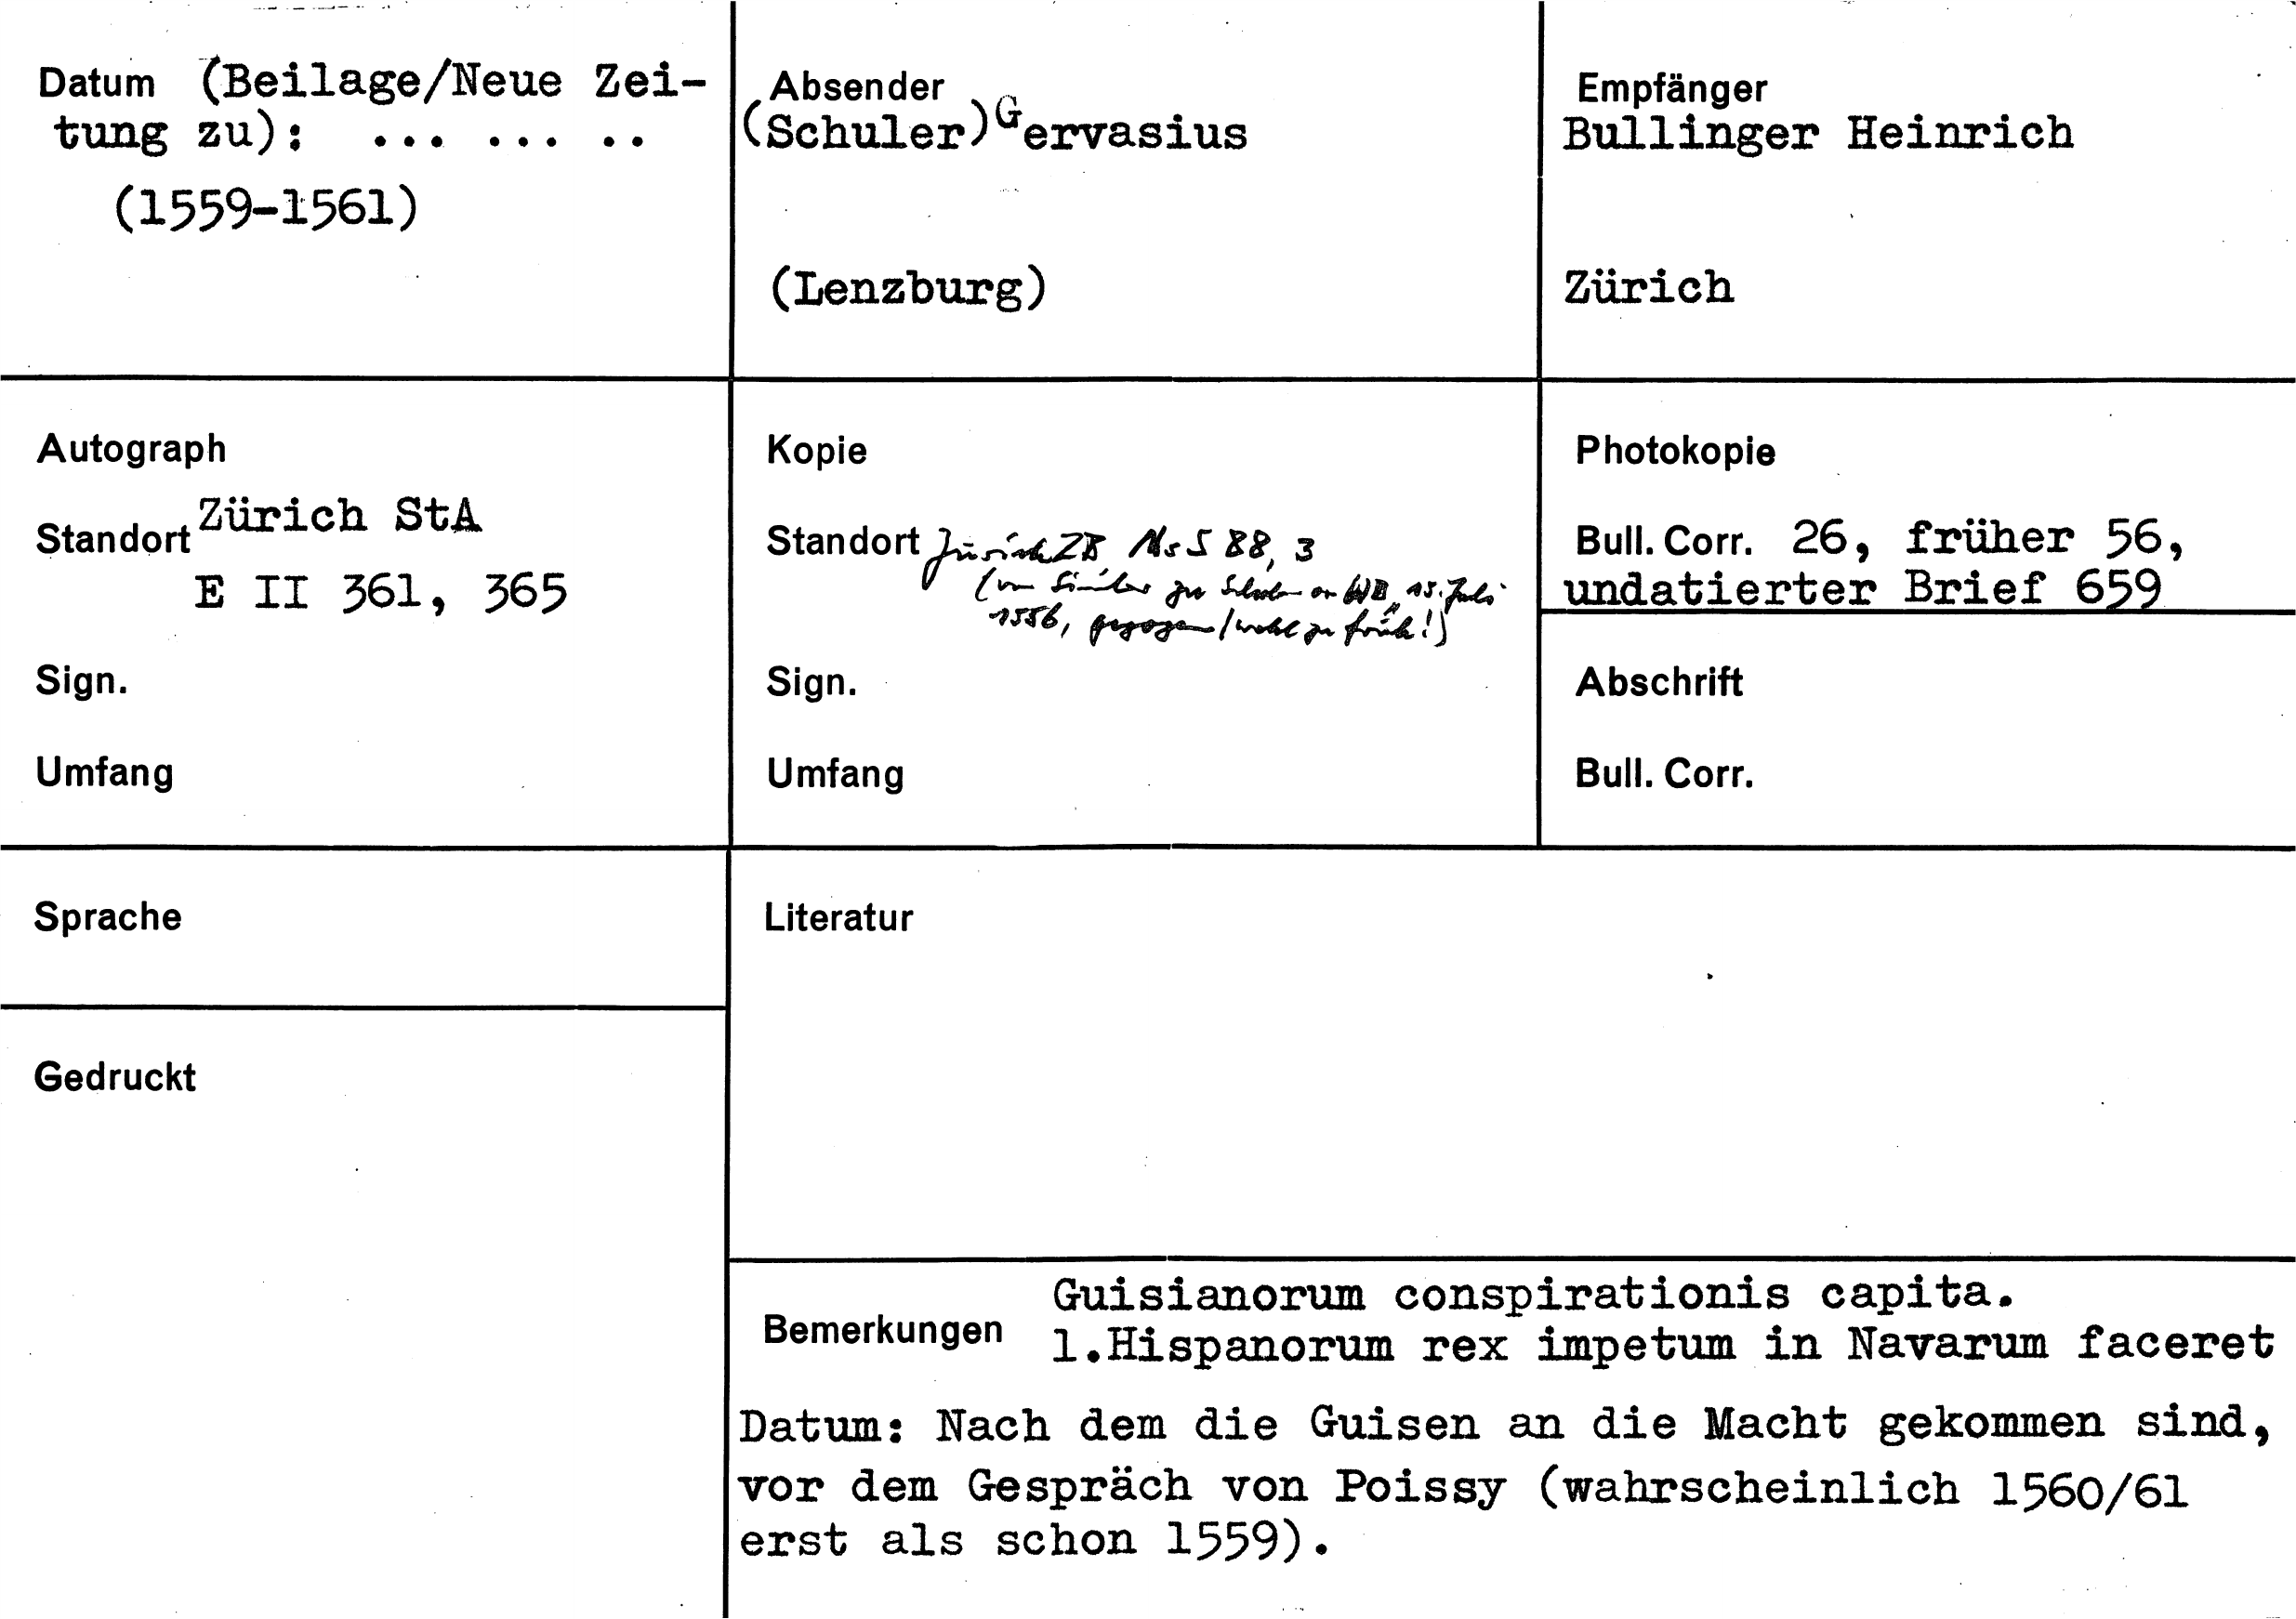 Datum (Beilage/Neue Zei-
tung zu): ... ... ..
(1559-1561)
Absender
(Schuler) Gervasius
(Lenzburg)
Empfänger
Bullinger Heinrich
Zürich
Autograph
Standort Zürich StA
E II 361, 365
Sign.
Umfang
Kopie
Standort Zürich ZB Ms S 88, 3
(von Simler zu Schuler an HB, 15. Juli
1556, gezogen/wohl zu früh!)
Sign.
Umfang
Photokopie
Bull. Corr. 26, früher 56,
undatierter Brief 659
Abschrift
Bull. Corr.
Sprache
Literatur
Gedruckt
Bemerkungen Guisianorum conspirationis capita.
1.Hispanorum rex impetum in Navarum faceret
Datum: Nach dem die Guisen an die Macht gekommen sind,
vor dem Gespräch von Poissy (wahrscheinlich 1560/61
erst als schon 1559).